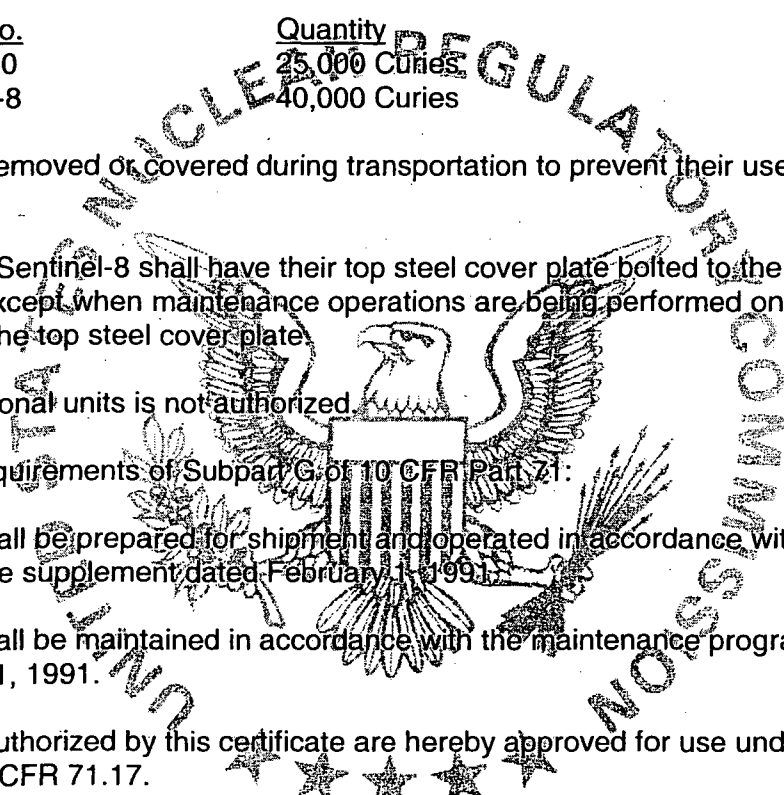 o. Quantity
0 25,000 Curies
-8 40,000 Curies
emoved or covered during transportation to prevent their use
Sentinel-8 shall have their top steel cover plate bolted to the
xcept when maintenance operations are being performed on
he top steel cover plate.
onal units is not authorized.
quirements of Subpart G of 10 CFR Part 71:
all be prepared for shipment and operated in accordance wit
e supplement dated February 1, 1991.
all be maintained in accordance with the maintenance progra
1, 1991.
uthorized by this certificate are hereby approved for use und
CFR 71.17.
UNITED STATES NUCLEAR REGULATORY COMMISSION